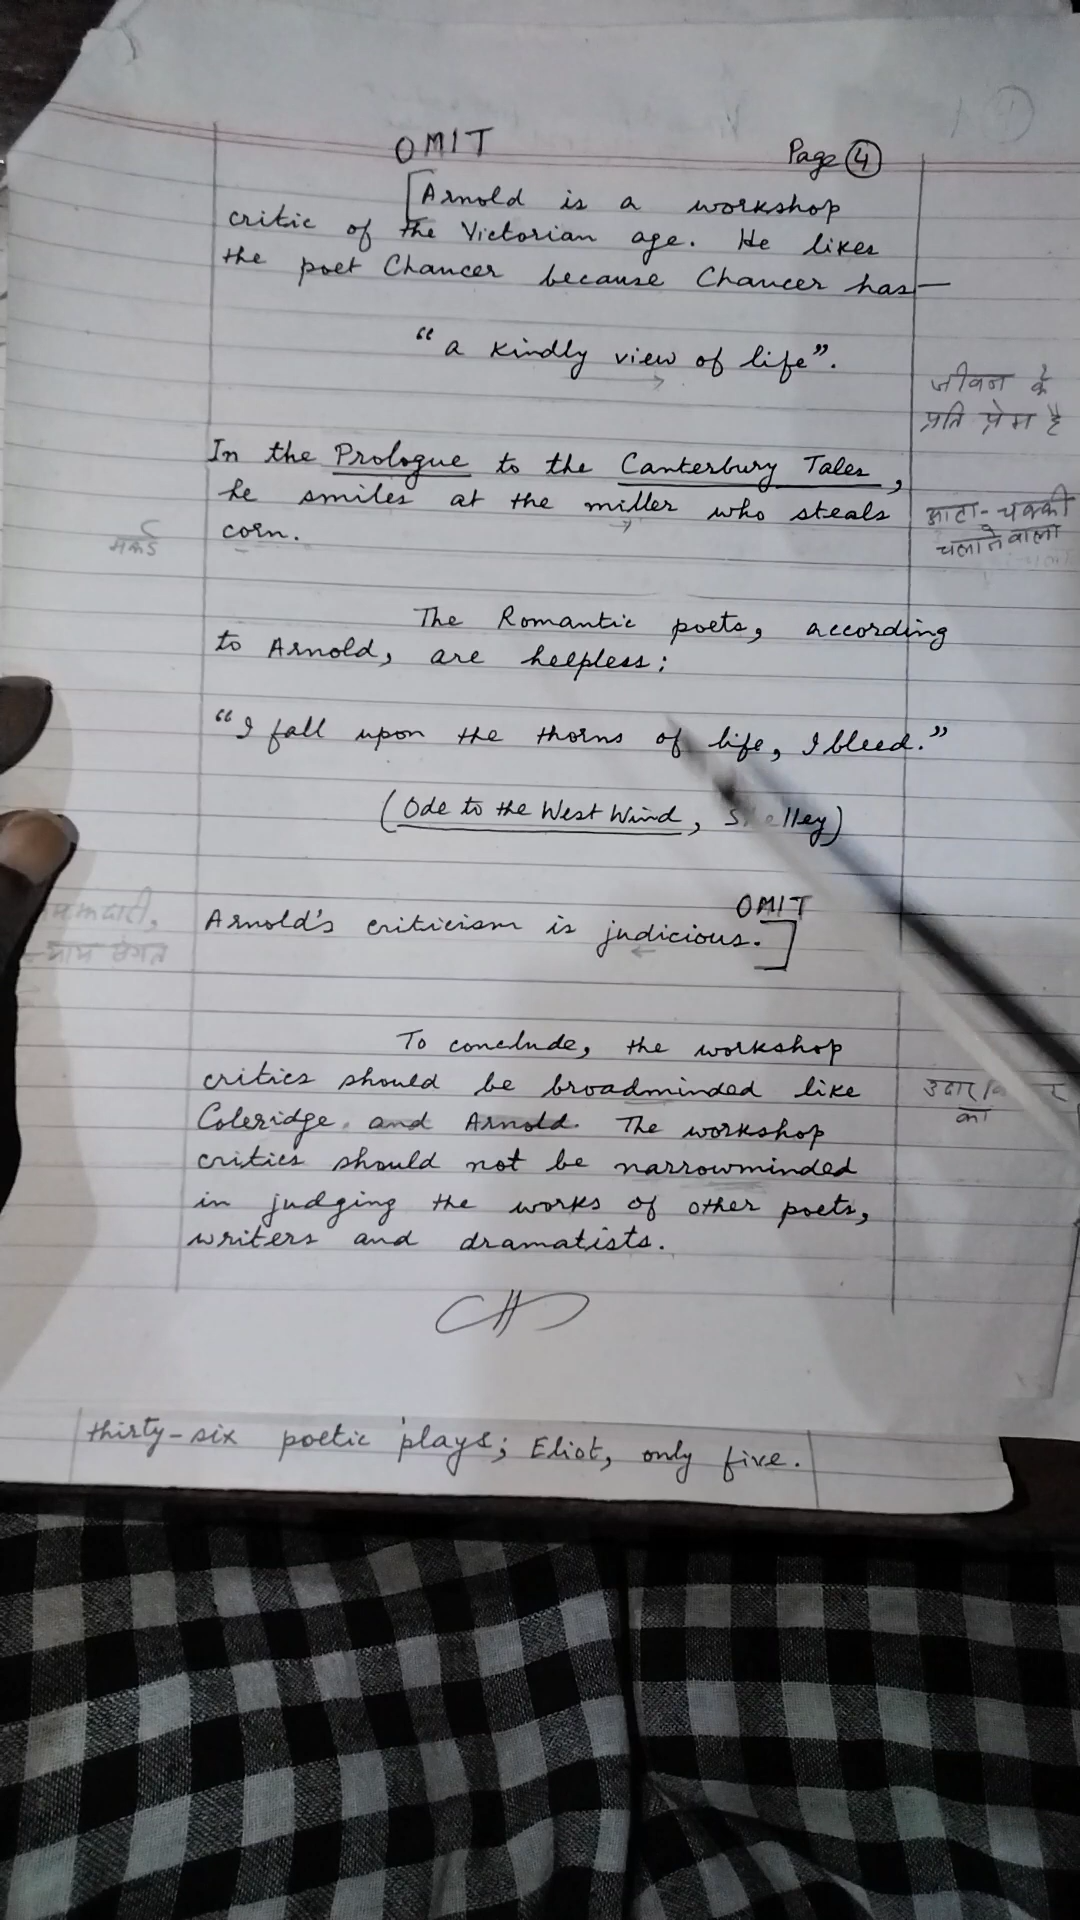 OMIT
Page 4
[Arnold is a workshop
critic of the Victorian age. He likes
the poet Chaucer because Chaucer has—
"a kindly view of life".
जीवन के
प्रति प्रेम है
In the Prologue to the Canterbury Tales,
he smiles at the miller who steals
आटा-चक्की
चलाने वाला
corn.
The Romantic poets, according
to Arnold, are helpless:
"I fall upon the thorns of life, I bleed."
(Ode to the West Wind, Shelley)
OMIT
Arnold's criticism is judicious.]
To conclude, the workshop
critics should be broadminded like
Coleridge and Arnold. The workshop
का
critics should not be narrowminded
in judging the works of other poets,
writers and dramatists.
thirty-six poetic plays; Eliot, only five.